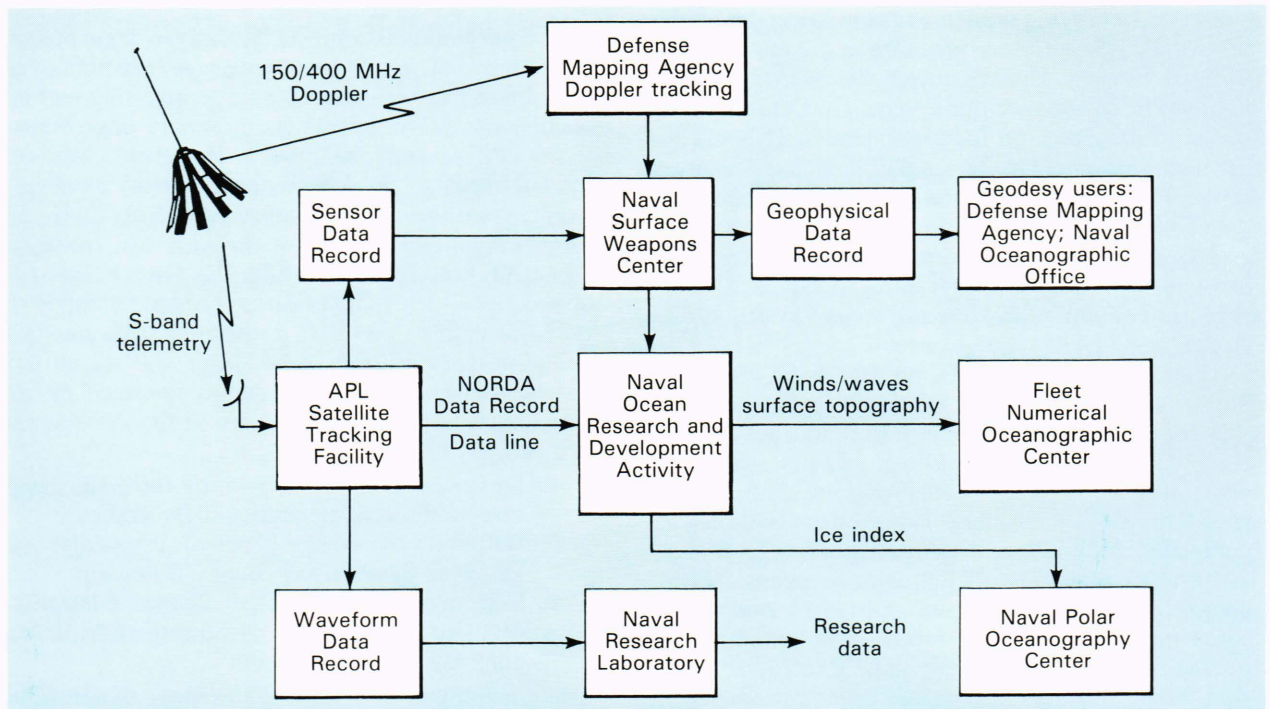 150/400 MHz
Doppler
Defense
Mapping Agency
Doppler tracking
Sensor
Data
Record
Naval
Surface
Weapons
Center
Geophysical
Data
Record
Geodesy users:
Defense Mapping
Agency; Naval
Oceanographic
Office
S-band
telemetry
APL
Satellite
Tracking
Facility
NORDA
Data Record
Data line
Naval
Ocean
Research and
Development
Activity
Winds/waves
surface topography
Fleet
Numerical
Oceanographic
Center
Ice index
Waveform
Data
Record
Naval
Research
Laboratory
Research
data
Naval Polar
Oceanography
Center